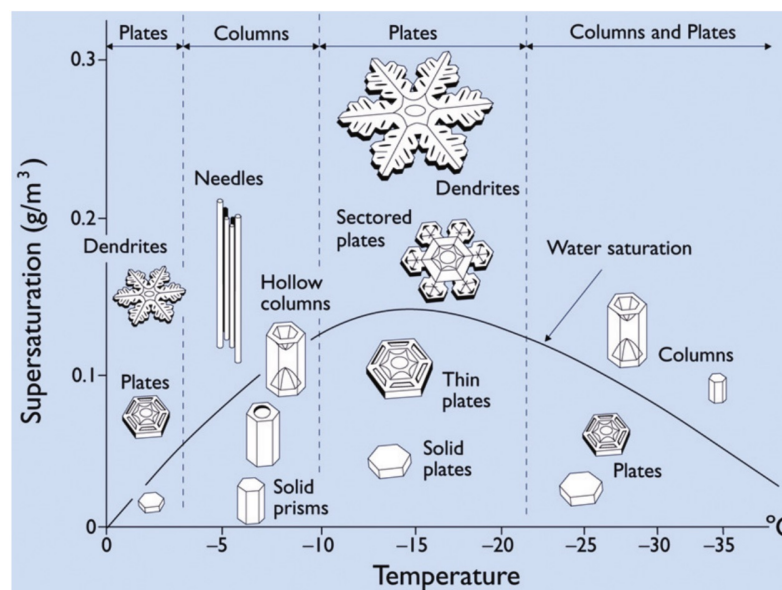 Plates
Columns
Plates
Columns and Plates
0.3
0.2
0.1
0
Supersaturation (g/m³)
Needles
Dendrites
Dendrites
Sectored
plates
Water saturation
Hollow
columns
Plates
Thin
plates
Columns
Solid
prisms
Solid
plates
Plates
0
–5
–10
–15
–20
–25
–30
–35
Temperature